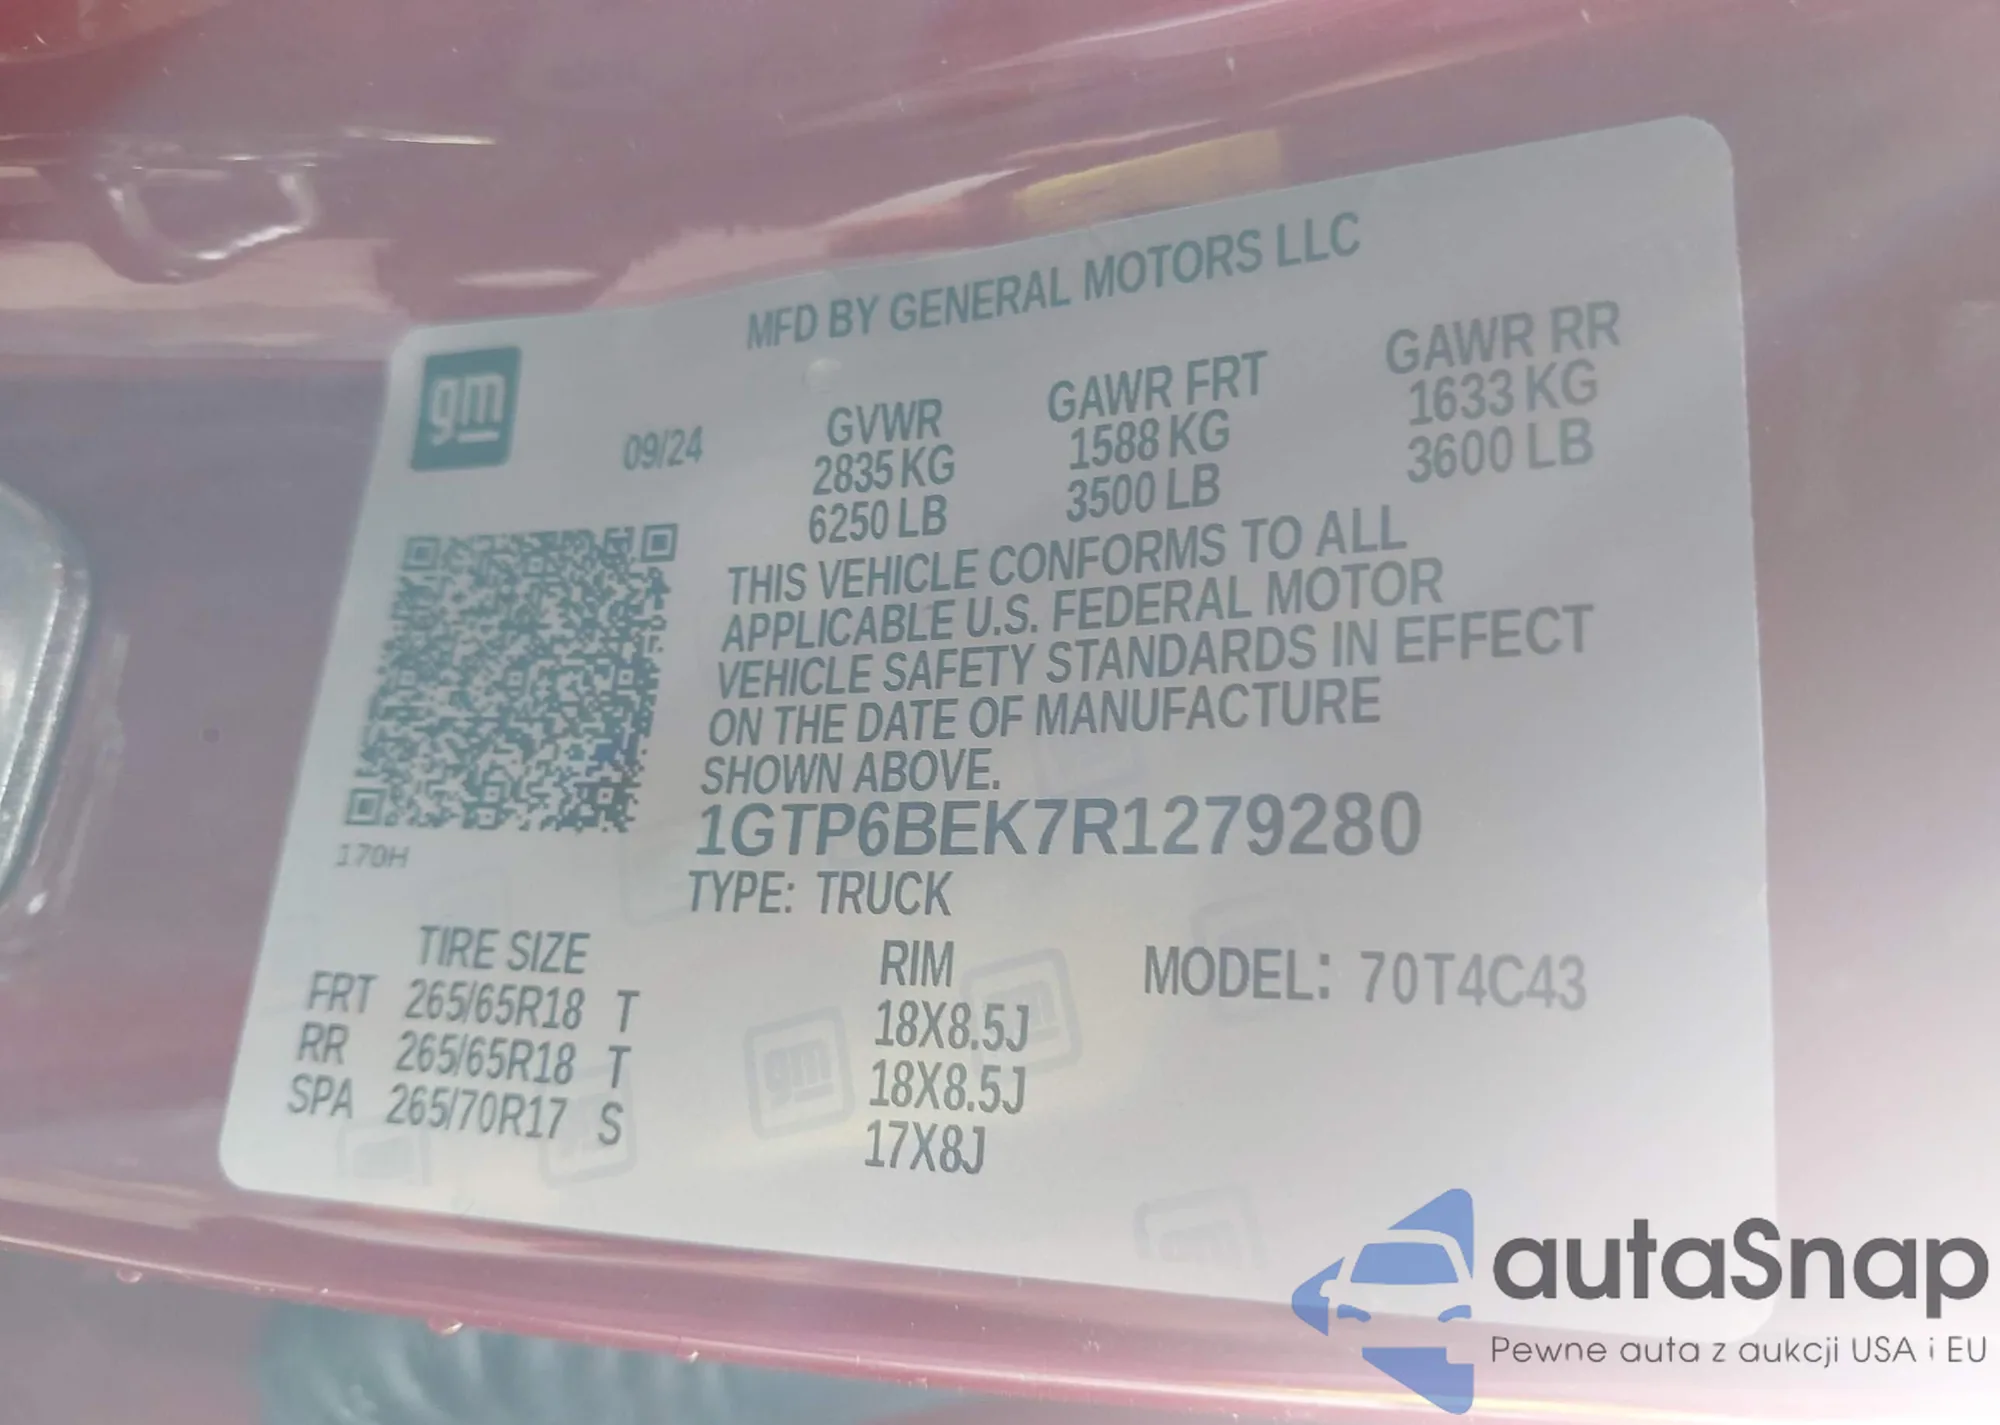 MFD BY GENERAL MOTORS LLC
gm
09/24
GVWR
2835 KG
6250 LB
GAWR FRT
1588 KG
3500 LB
GAWR RR
1633 KG
3600 LB
THIS VEHICLE CONFORMS TO ALL
APPLICABLE U.S. FEDERAL MOTOR
VEHICLE SAFETY STANDARDS IN EFFECT
ON THE DATE OF MANUFACTURE
SHOWN ABOVE.
1GTP6BEK7R1279280
170H
TYPE: TRUCK
TIRE SIZE
FRT 265/65R18 T
RR 265/65R18 T
SPA 265/70R17 S
RIM
18X8.5J
18X8.5J
17X8J
MODEL: 70T4C43
gm
gm
autaSnap
Pewne auta z aukcji USA i EU